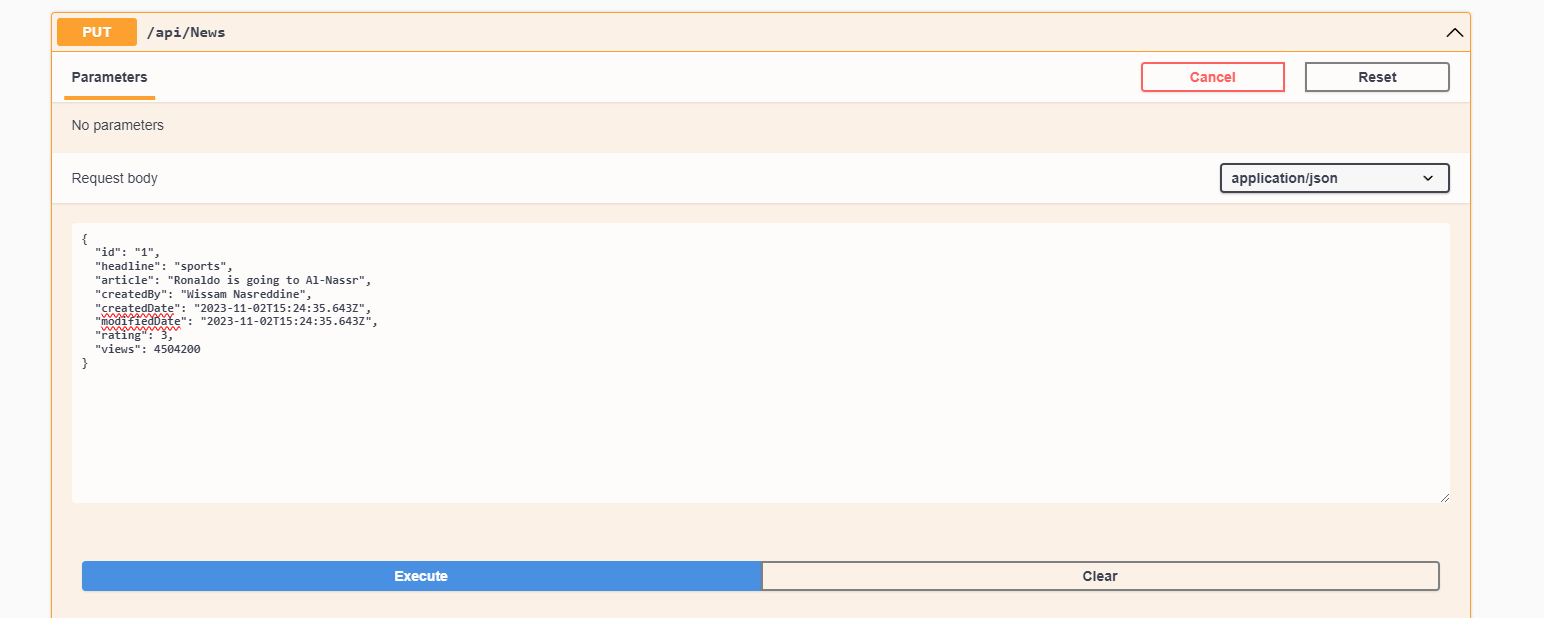 PUT /api/News
Parameters
Cancel
Reset
No parameters
Request body
application/json
{
  "id": "1",
  "headline": "sports",
  "article": "Ronaldo is going to Al-Nassr",
  "createdBy": "Wissam Nasreddine",
  "createdDate": "2023-11-02T15:24:35.643Z",
  "modifiedDate": "2023-11-02T15:24:35.643Z",
  "rating": 3,
  "views": 4504200
}
Execute
Clear